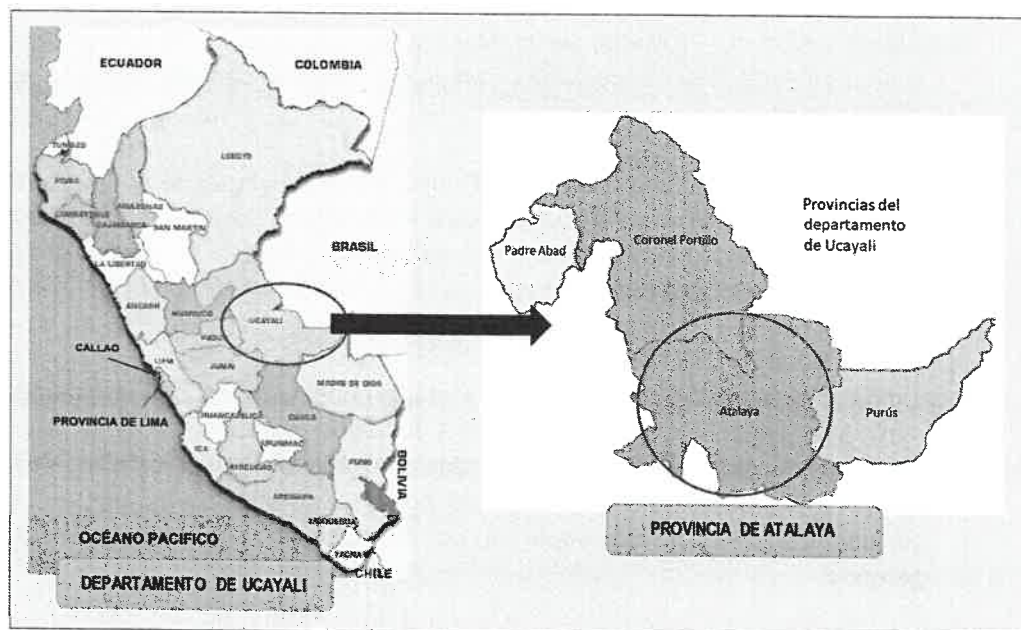 ECUADOR
COLOMBIA
TUMBES
PIURA
LORETO
AMAZONAS
LAMBAYEQUE
CAJAMARCA
SAN MARTIN
LA LIBERTAD
BRASIL
ANCASH
HUANUCO
UCAYALI
PASCO
CALLAO
LIMA
JUNIN
MADRE DE DIOS
PROVINCIA DE LIMA
HUANCAVELICA
CUSCO
ICA
APURIMAC
AYACUCHO
PUNO
BOLIVIA
AREQUIPA
MOQUEGUA
TACNA
CHILE
OCÉANO PACIFICO
DEPARTAMENTO DE UCAYALI
Provincias del
departamento
de Ucayali
Padre Abad
Coronel Portillo
Atalaya
Purús
PROVINCIA DE ATALAYA